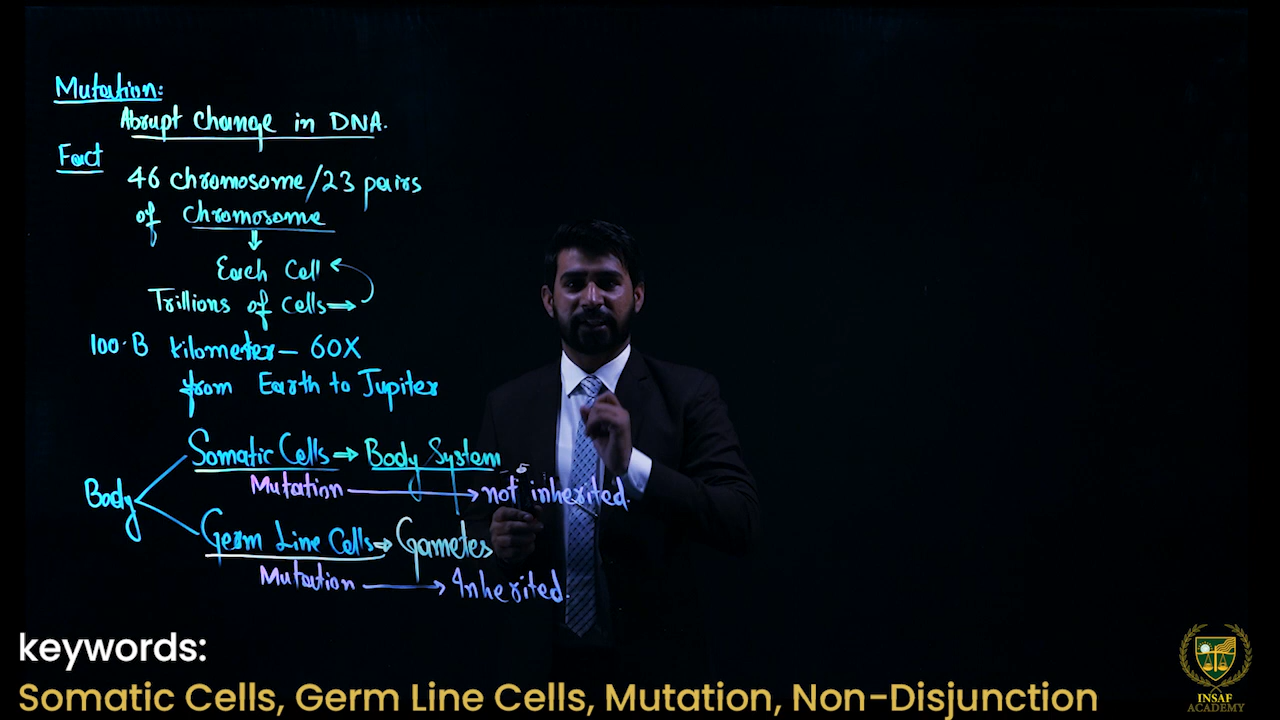 Mutation:
Abrupt change in DNA.
Fact
46 chromosome/23 pairs
of chromosome
Each Cell
Trillions of cells
100.B kilometer – 60X
from Earth to Jupiter
Body
Somatic Cells ⇒ Body System
Mutation → not inherited.
Germ Line Cells ⇒ Gametes
Mutation → Inherited.
keywords:
Somatic Cells, Germ Line Cells, Mutation, Non-Disjunction
INSAF
ACADEMY